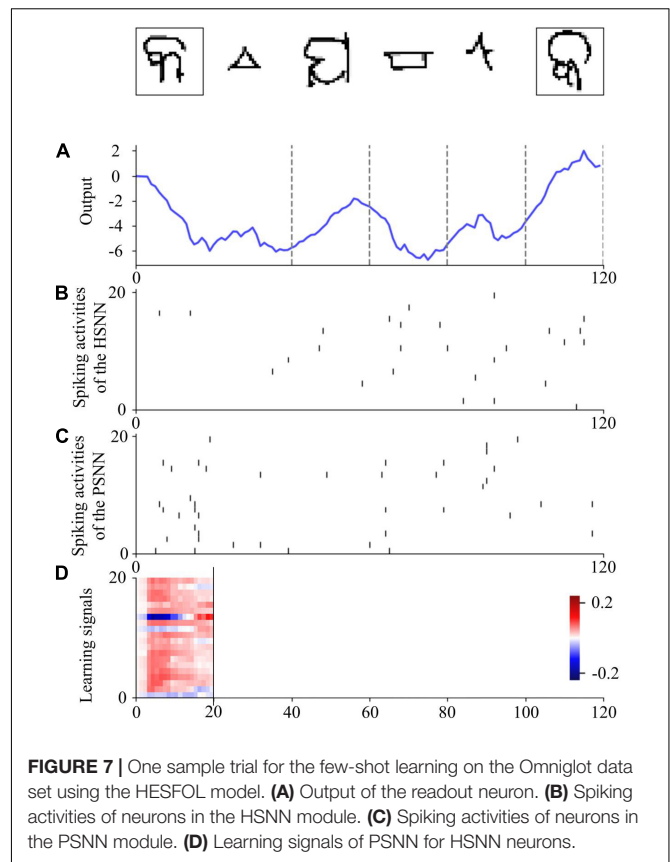 A
2
0
-2
-4
-6
Output
0
120
B
20
0
Spiking activities
of the HSNN
0
120
C
20
0
Spiking activities
of the PSNN
0
120
D
20
0
Learning signals
0.2
-0.2
0
20
40
60
80
100
120
FIGURE 7 | One sample trial for the few-shot learning on the Omniglot data
set using the HESFOL model. (A) Output of the readout neuron. (B) Spiking
activities of neurons in the HSNN module. (C) Spiking activities of neurons in
the PSNN module. (D) Learning signals of PSNN for HSNN neurons.